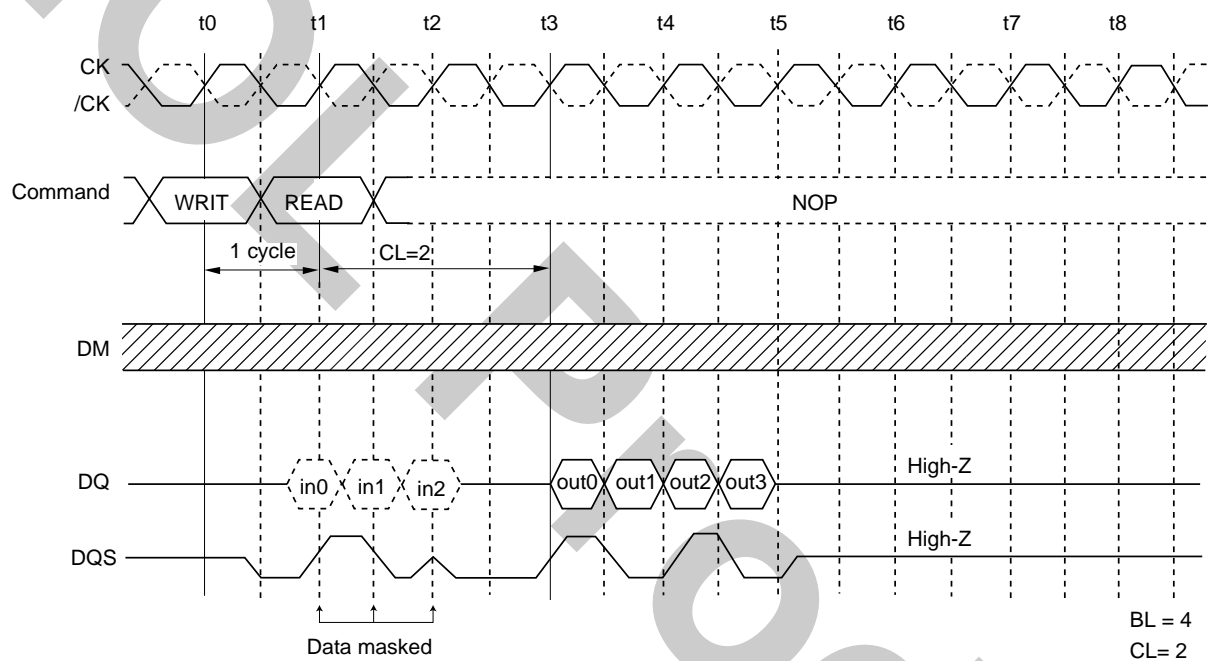 t0 t1 t2 t3 t4 t5 t6 t7 t8
CK
/CK
Command WRIT READ NOP
1 cycle CL=2
DM
DQ in0 in1 in2 out0 out1 out2 out3 High-Z
DQS High-Z
Data masked
BL = 4
CL= 2